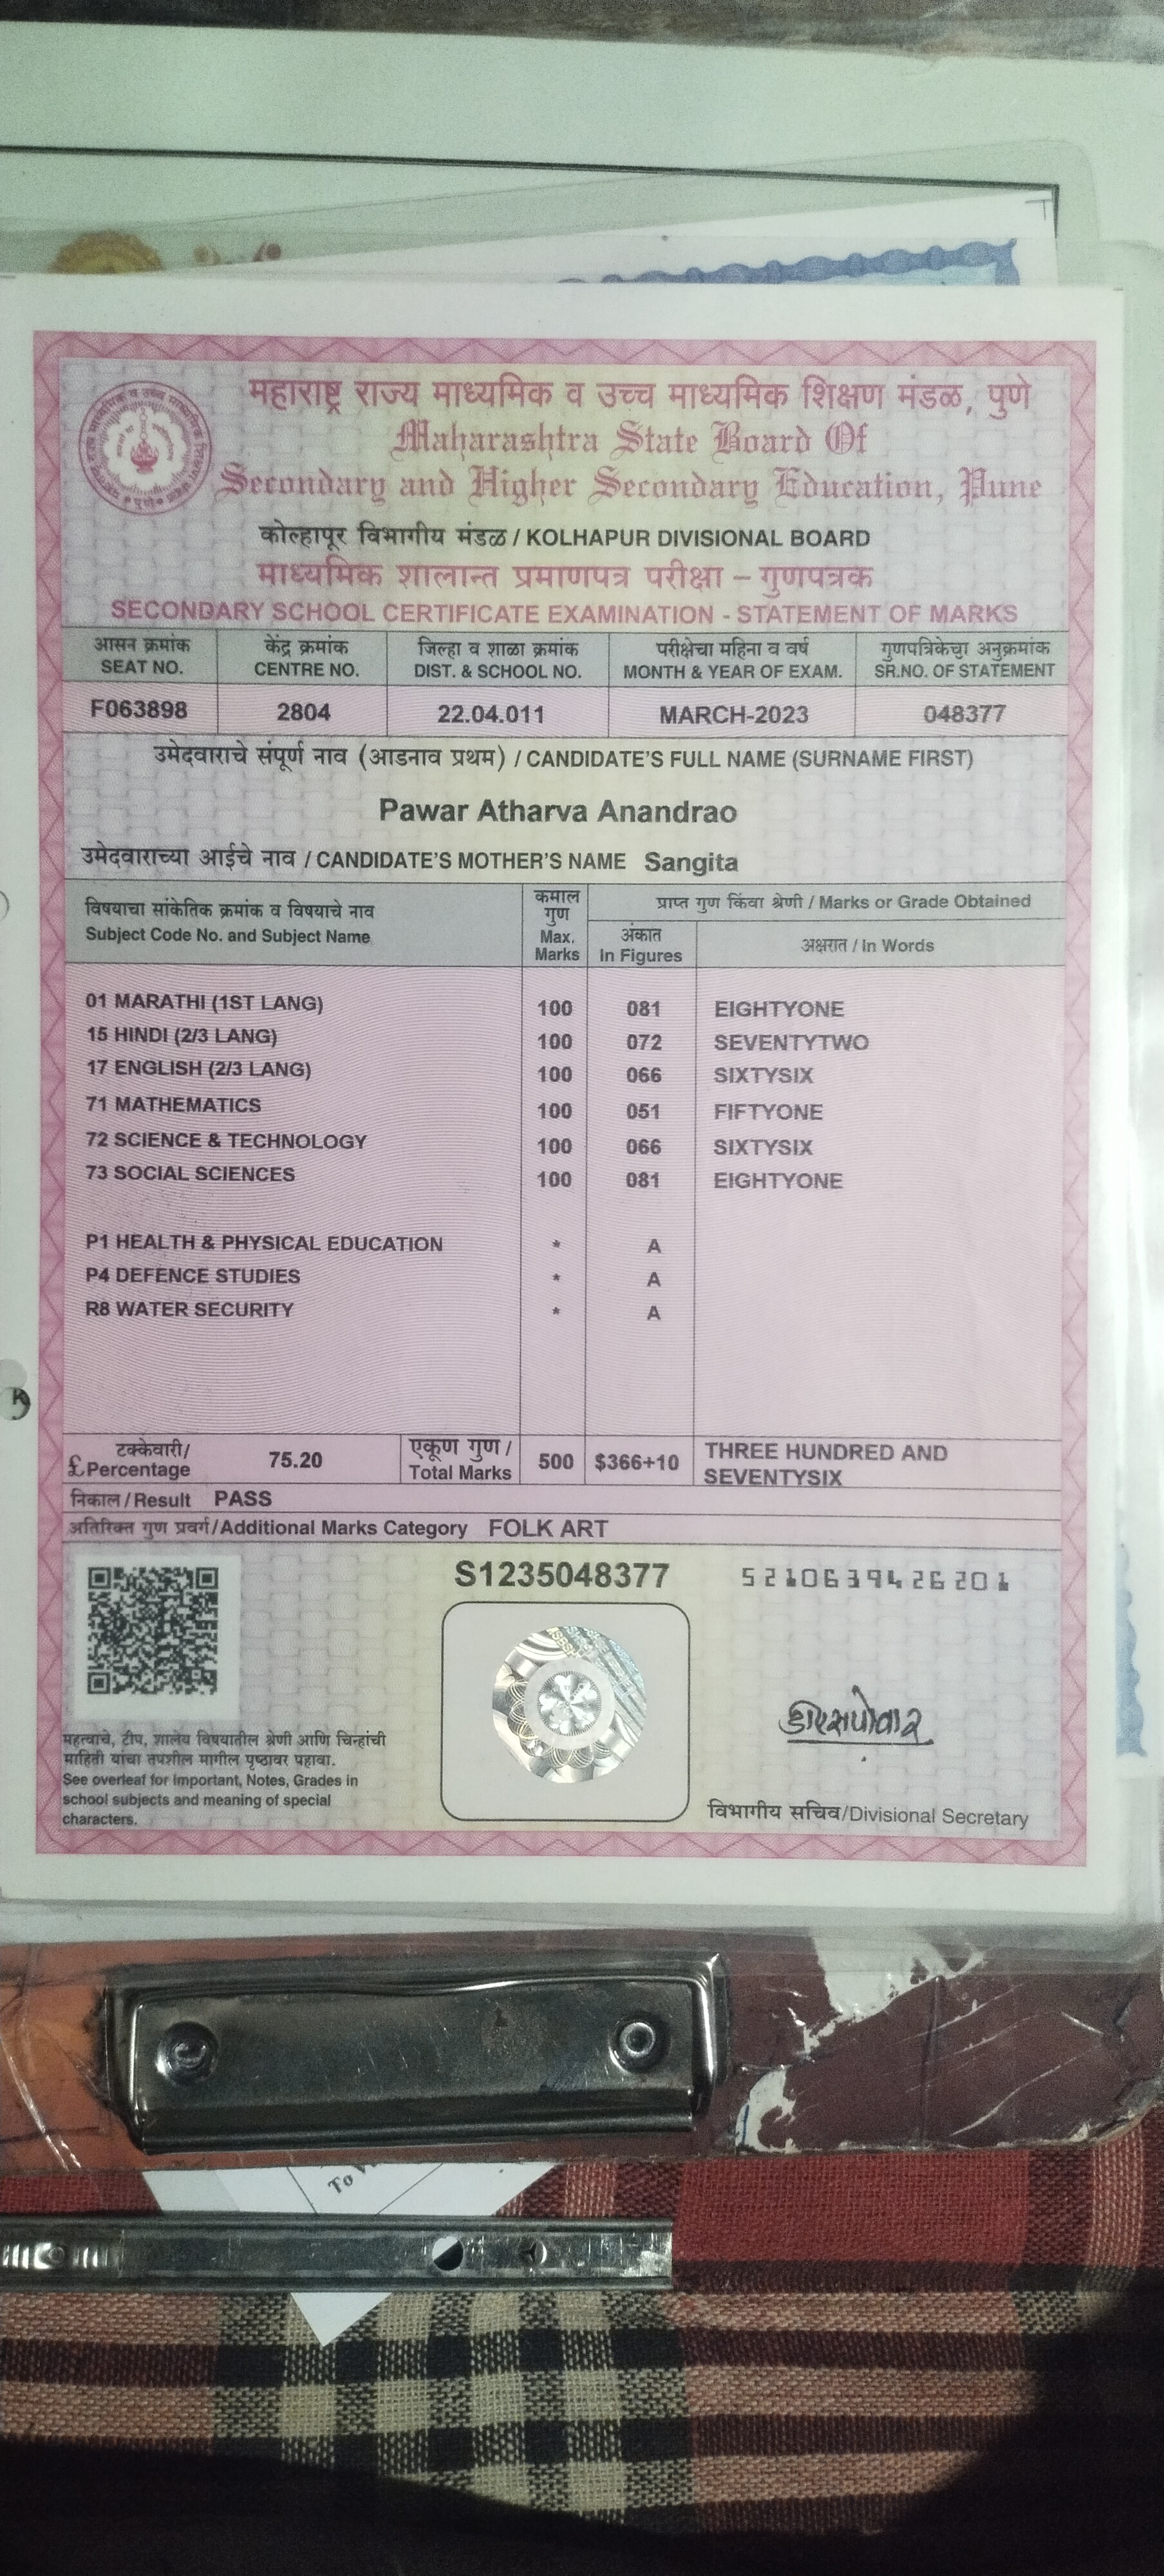 महाराष्ट्र राज्य माध्यमिक व उच्च माध्यमिक शिक्षण मंडळ, पुणे
Maharashtra State Board Of
Secondary and Higher Secondary Education, Pune
कोल्हापूर विभागीय मंडळ / KOLHAPUR DIVISIONAL BOARD
माध्यमिक शालान्त प्रमाणपत्र परीक्षा – गुणपत्रक
SECONDARY SCHOOL CERTIFICATE EXAMINATION - STATEMENT OF MARKS
आसन क्रमांक केंद्र क्रमांक जिल्हा व शाळा क्रमांक परीक्षेचा महिना व वर्ष गुणपत्रिकेचा अनुक्रमांक
SEAT NO. CENTRE NO. DIST. & SCHOOL NO. MONTH & YEAR OF EXAM. SR.NO. OF STATEMENT
F063898 2804 22.04.011 MARCH-2023 048377
उमेदवाराचे संपूर्ण नाव (आडनाव प्रथम) / CANDIDATE'S FULL NAME (SURNAME FIRST)
Pawar Atharva Anandrao
उमेदवाराच्या आईचे नाव / CANDIDATE'S MOTHER'S NAME Sangita
विषयाचा सांकेतिक क्रमांक व विषयाचे नाव
Subject Code No. and Subject Name
कमाल
गुण
Max.
Marks
प्राप्त गुण किंवा श्रेणी / Marks or Grade Obtained
अंकात
In Figures
अक्षरात / In Words
01 MARATHI (1ST LANG) 100 081 EIGHTYONE
15 HINDI (2/3 LANG) 100 072 SEVENTYTWO
17 ENGLISH (2/3 LANG) 100 066 SIXTYSIX
71 MATHEMATICS 100 051 FIFTYONE
72 SCIENCE & TECHNOLOGY 100 066 SIXTYSIX
73 SOCIAL SCIENCES 100 081 EIGHTYONE
P1 HEALTH & PHYSICAL EDUCATION * A
P4 DEFENCE STUDIES * A
R8 WATER SECURITY * A
टक्केवारी/
£ Percentage
75.20
एकूण गुण /
Total Marks
500 $366+10
THREE HUNDRED AND
SEVENTYSIX
निकाल / Result PASS
अतिरिक्त गुण प्रवर्ग/Additional Marks Category FOLK ART
S1235048377 5210639426201
महत्वाचे, टीप, शालेय विषयातील श्रेणी आणि चिन्हांची
माहिती यांचा तपशील मागील पृष्ठावर पहावा.
See overleaf for Important, Notes, Grades in
school subjects and meaning of special
characters.
विभागीय सचिव/Divisional Secretary
To